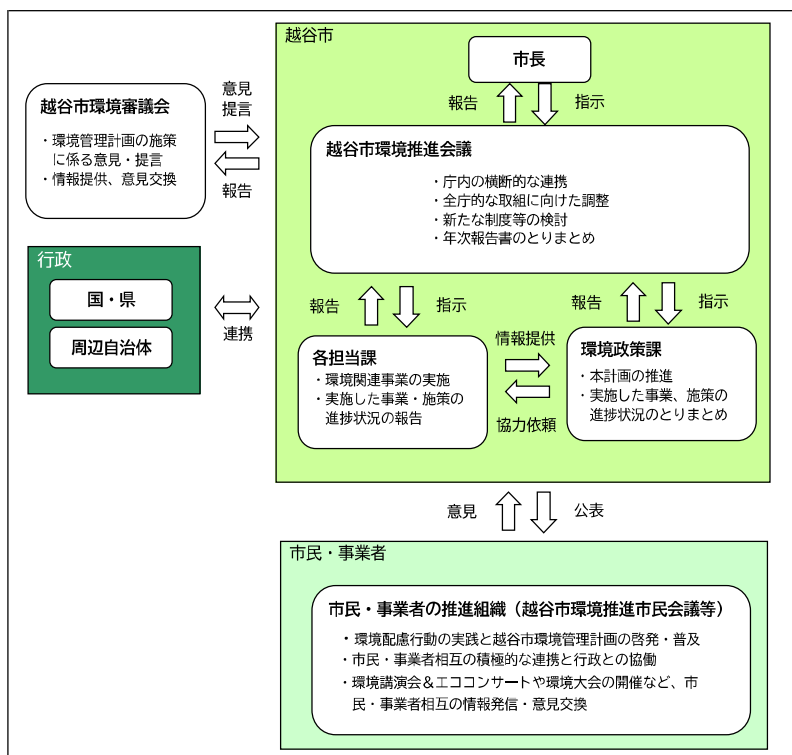 越谷市
市長
報告
指示
越谷市環境審議会
・環境管理計画の施策
に係る意見・提言
・情報提供、意見交換
意見
提言
報告
越谷市環境推進会議
・庁内の横断的な連携
・全庁的な取組に向けた調整
・新たな制度等の検討
・年次報告書のとりまとめ
行政
国・県
周辺自治体
連携
報告
指示
報告
指示
各担当課
・環境関連事業の実施
・実施した事業・施策の
進捗状況の報告
情報提供
協力依頼
環境政策課
・本計画の推進
・実施した事業、施策の
進捗状況のとりまとめ
意見
公表
市民・事業者
市民・事業者の推進組織（越谷市環境推進市民会議等）
・環境配慮行動の実践と越谷市環境管理計画の啓発・普及
・市民・事業者相互の積極的な連携と行政との協働
・環境講演会＆エココンサートや環境大会の開催など、市
民・事業者相互の情報発信・意見交換